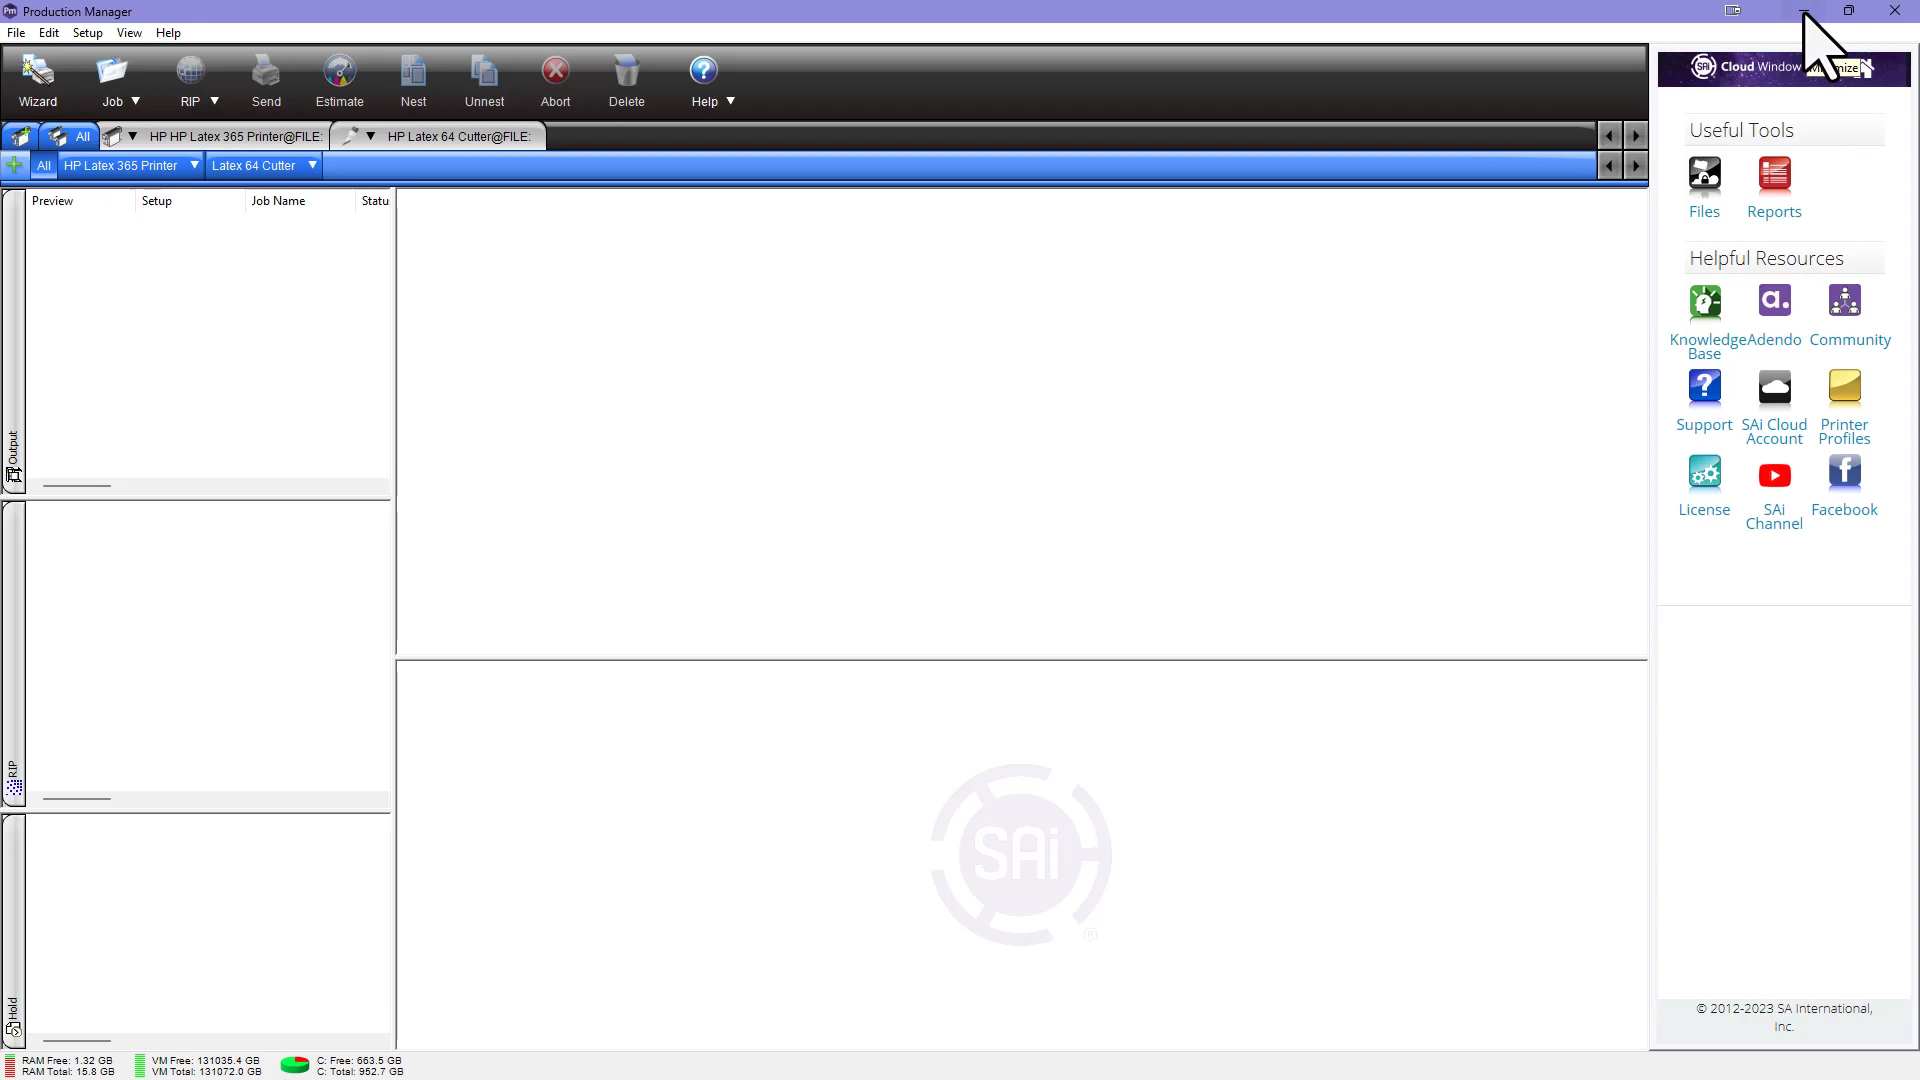 Pm Production Manager
File Edit Setup View Help
Wizard Job RIP Send Estimate Nest Unnest Abort Delete Help
All HP HP Latex 365 Printer@FILE: HP Latex 64 Cutter@FILE:
All HP Latex 365 Printer Latex 64 Cutter
Preview Setup Job Name Statu
Output
RIP
Hold
SAi
®
SAi Cloud Window
Useful Tools
Files Reports
Helpful Resources
Knowledge Base
a.
Adendo
Community
Support
SAi Cloud Account
Printer Profiles
License
SAi Channel
Facebook
© 2012-2023 SA International,
Inc.
RAM Free: 1.32 GB
RAM Total: 15.8 GB
VM Free: 131035.4 GB
VM Total: 131072.0 GB
C: Free: 663.5 GB
C: Total: 952.7 GB